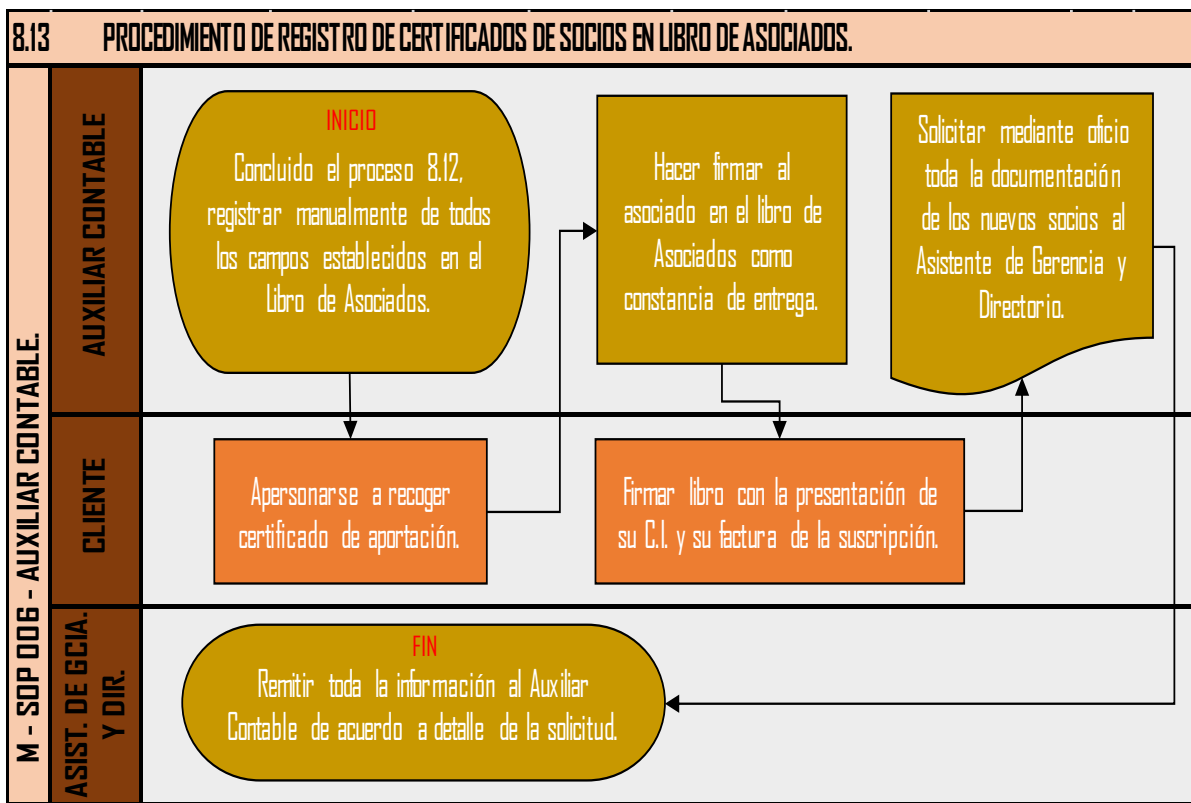 8.13 PROCEDIMIENTO DE REGISTRO DE CERTIFICADOS DE SOCIOS EN LIBRO DE ASOCIADOS.
M - SOP 006 - AUXILIAR CONTABLE.
AUXILIAR CONTABLE
INICIO
Concluido el proceso 8.12,
registrar manualmente de todos
los campos establecidos en el
Libro de Asociados.
Hacer firmar al
asociado en el libro de
Asociados como
constancia de entrega.
Solicitar mediante oficio
toda la documentación
de los nuevos socios al
Asistente de Gerencia y
Directorio.
CLIENTE
Apersonarse a recoger
certificado de aportación.
Firmar libro con la presentación de
su C.I. y su factura de la suscripción.
ASIST. DE GCIA.
Y DIR.
FIN
Remitir toda la información al Auxiliar
Contable de acuerdo a detalle de la solicitud.